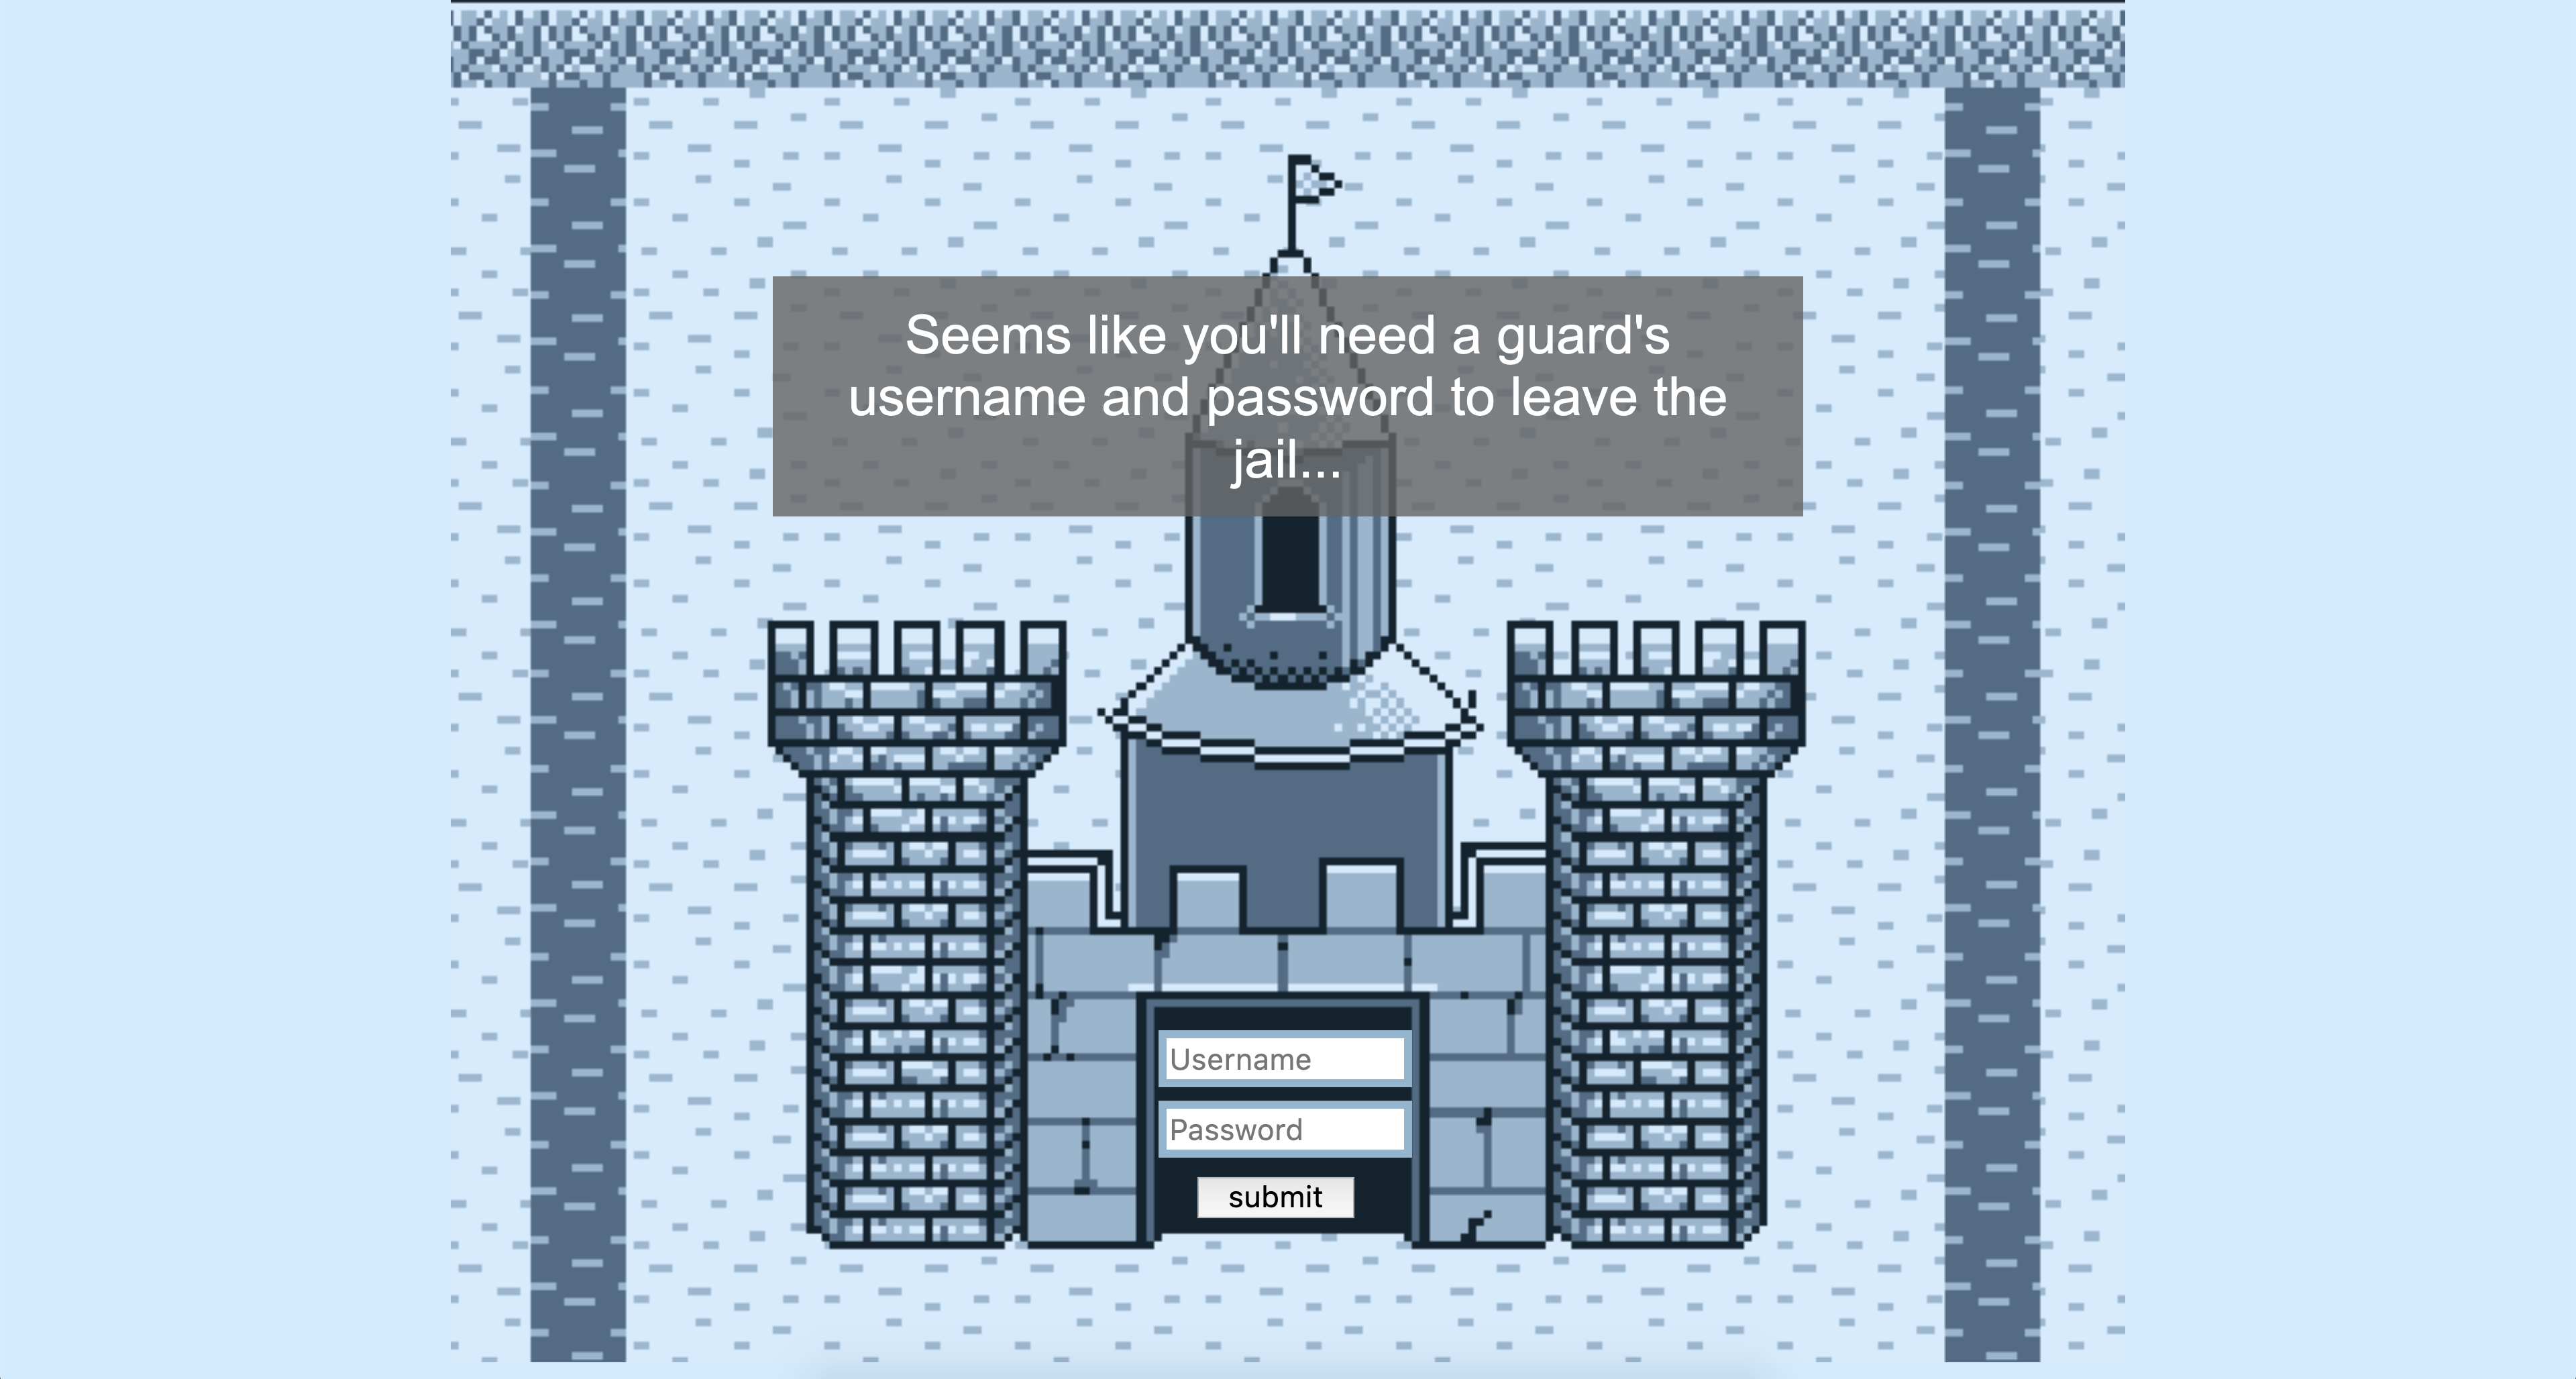 Seems like you'll need a guard's
username and password to leave the
jail...
Username
Password
submit